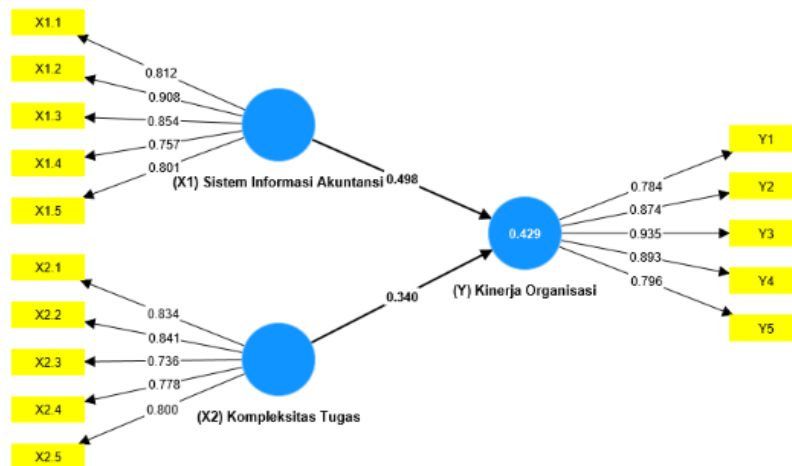 X1.1
X1.2
X1.3
X1.4
X1.5
0.812
0.908
0.854
0.757
0.801
(X1) Sistem Informasi Akuntansi
0.498
X2.1
X2.2
X2.3
X2.4
X2.5
0.834
0.841
0.736
0.778
0.800
(X2) Kompleksitas Tugas
0.340
0.429
(Y) Kinerja Organisasi
0.784
0.874
0.935
0.893
0.796
Y1
Y2
Y3
Y4
Y5